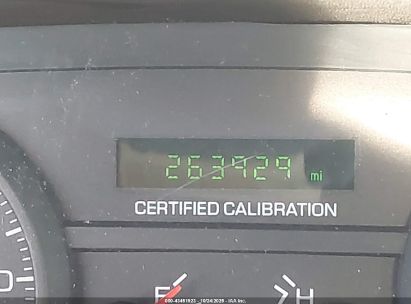 263929 mi
CERTIFIED CALIBRATION
F H